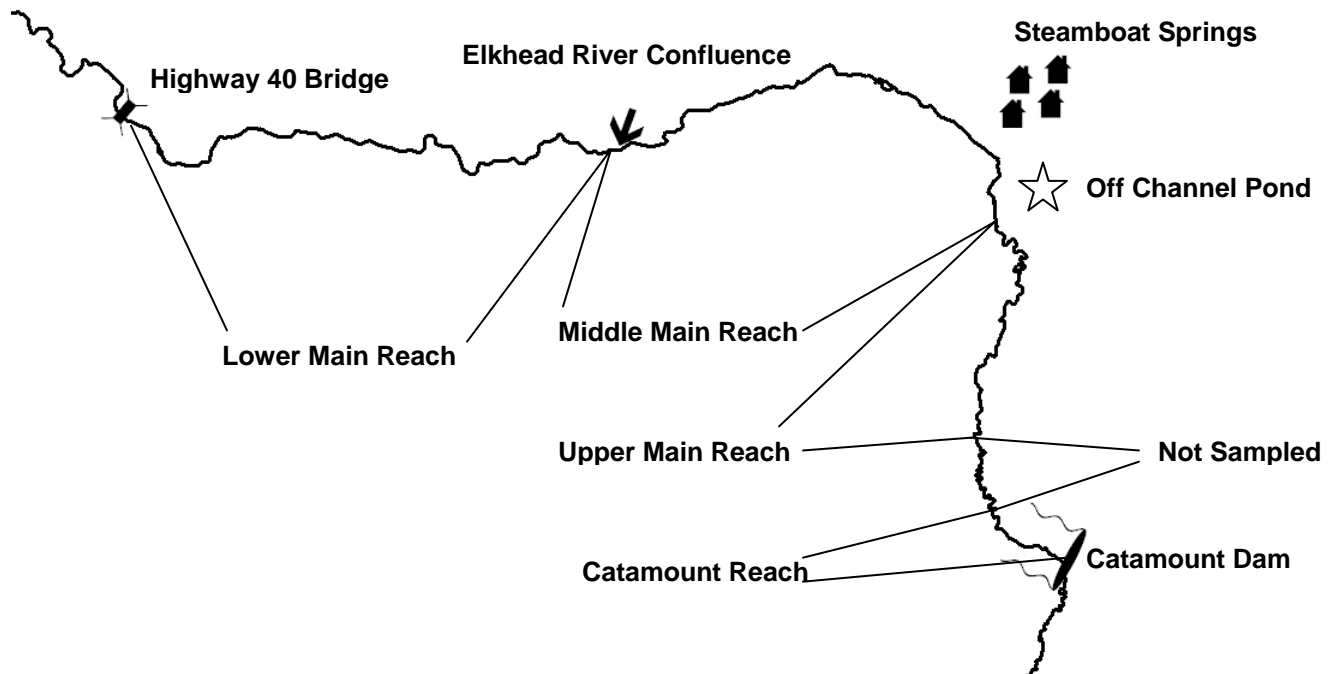 Steamboat Springs
Elkhead River Confluence
Highway 40 Bridge
Off Channel Pond
Middle Main Reach
Lower Main Reach
Upper Main Reach
Not Sampled
Catamount Reach
Catamount Dam